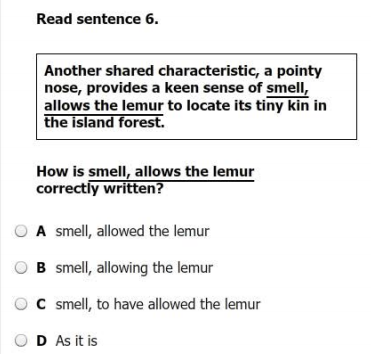 Read sentence 6.
Another shared characteristic, a pointy
nose, provides a keen sense of smell,
allows the lemur to locate its tiny kin in
the island forest.
How is smell, allows the lemur
correctly written?
A smell, allowed the lemur
B smell, allowing the lemur
C smell, to have allowed the lemur
D As it is